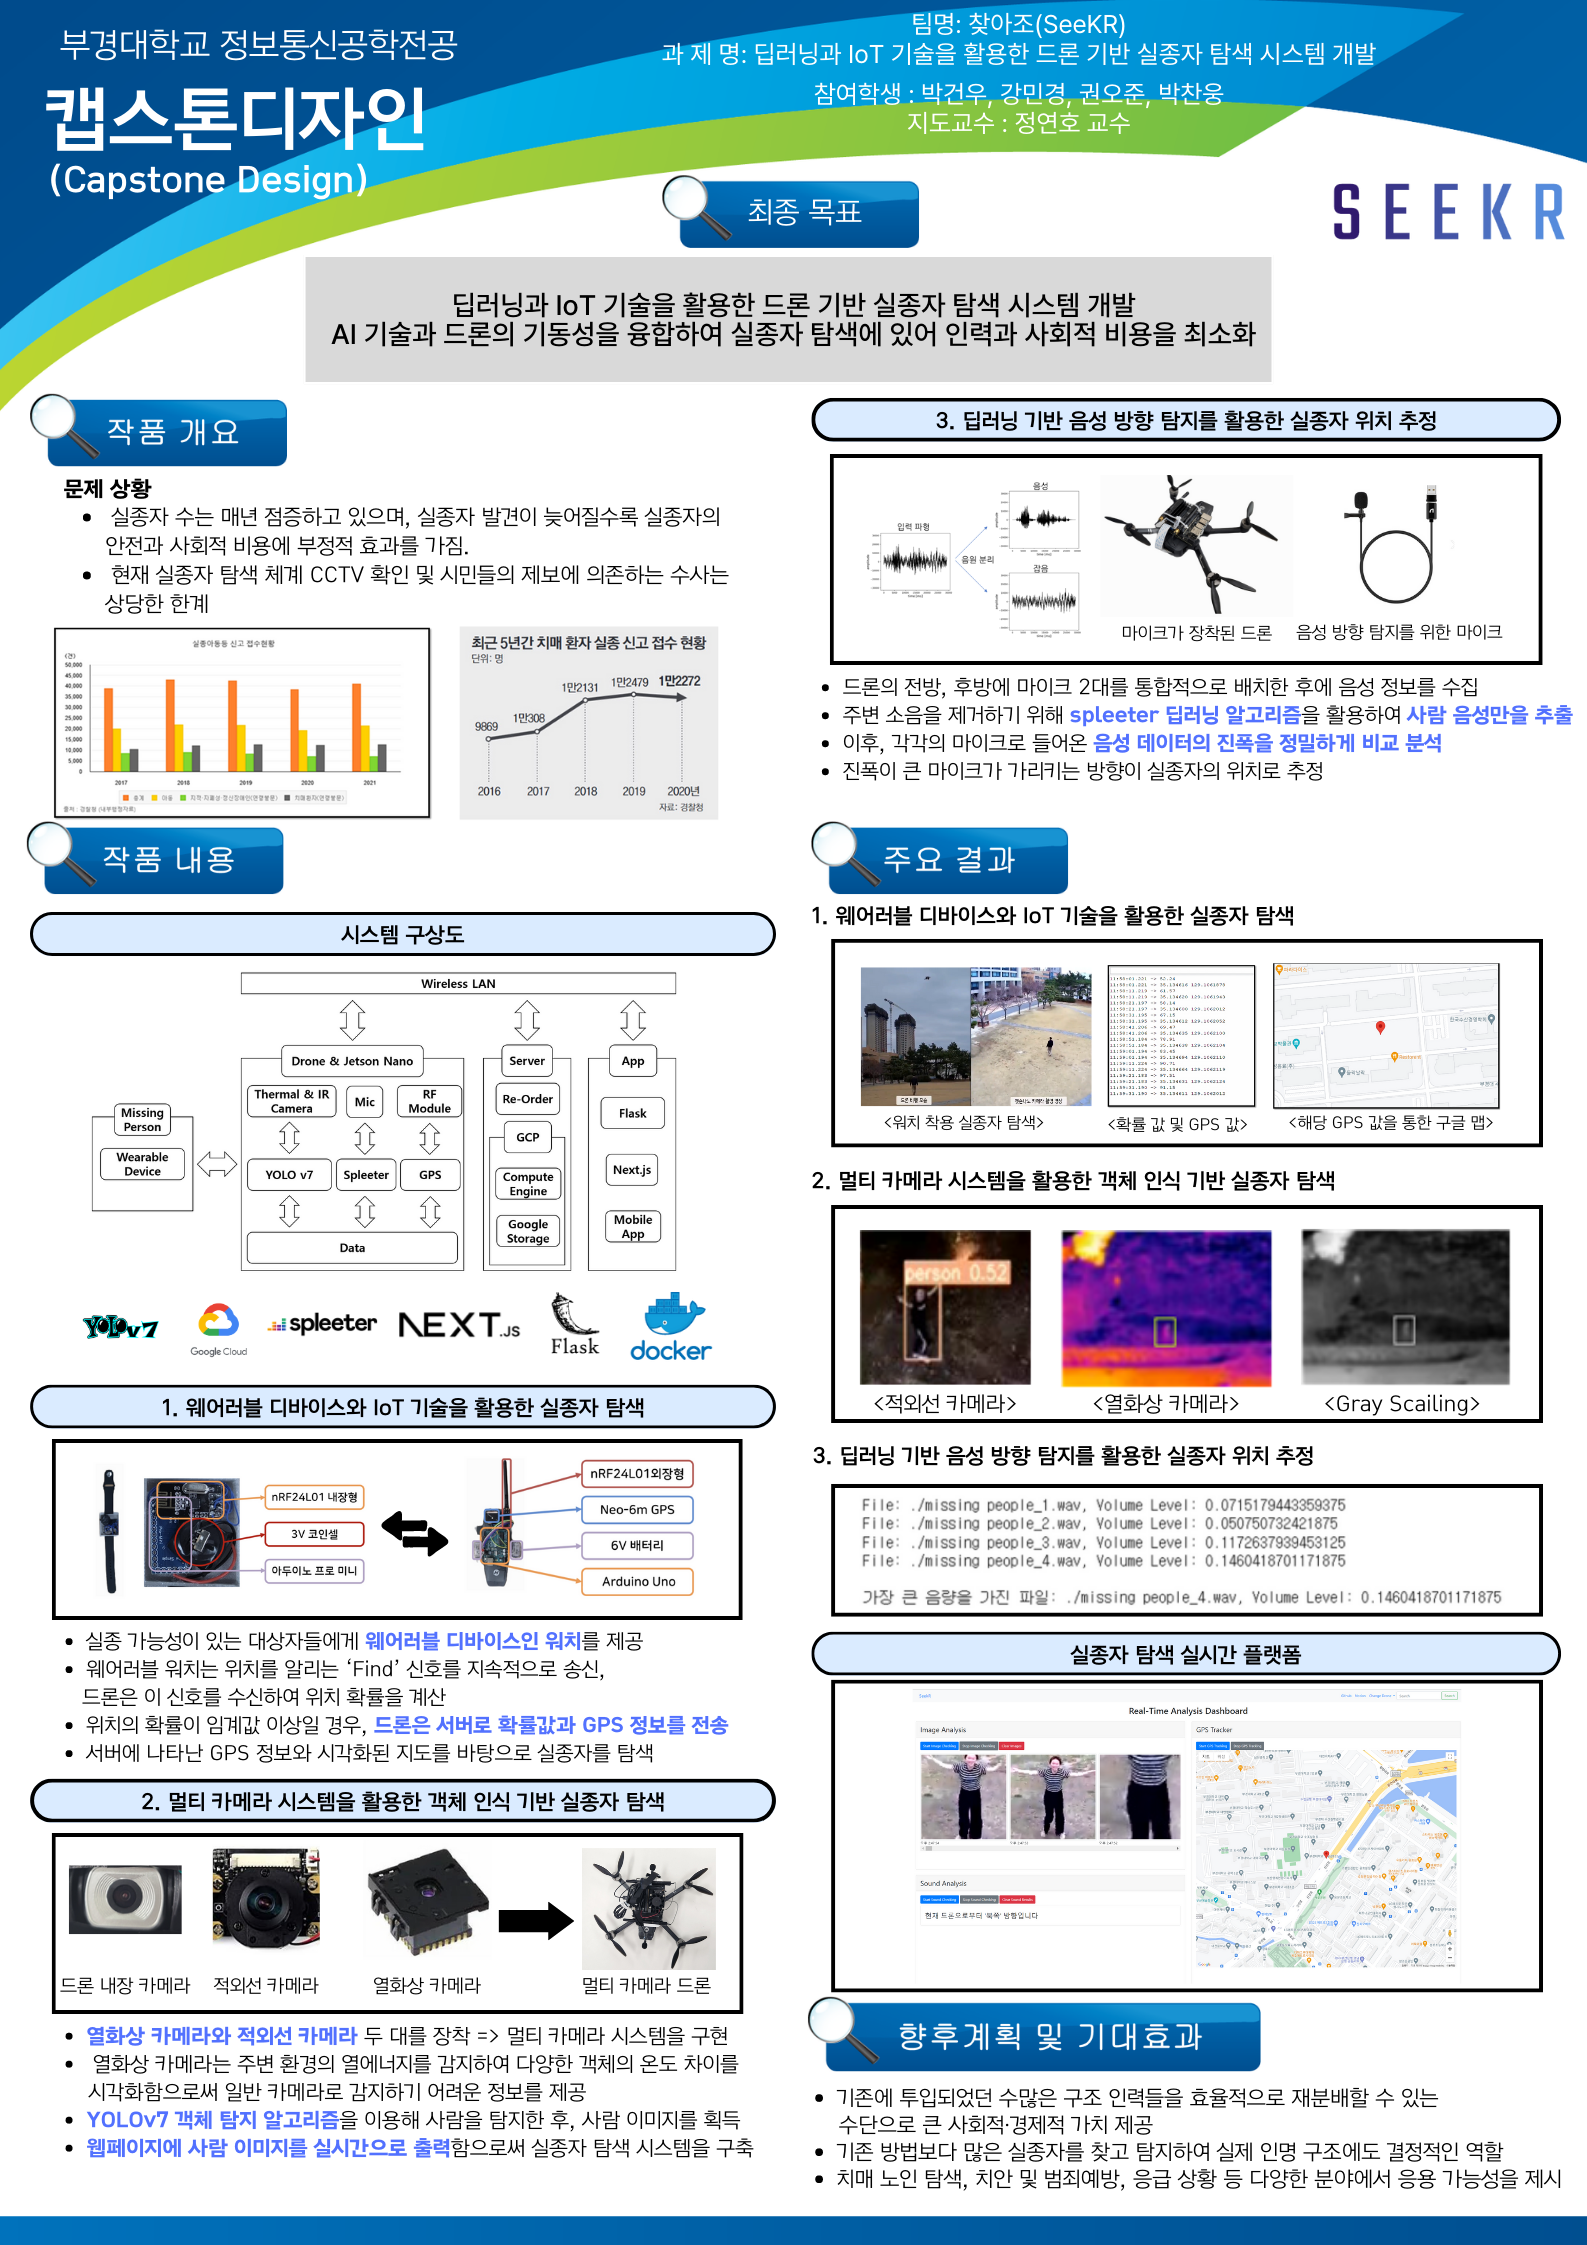 부경대학교 정보통신공학전공
캡스톤디자인
(Capstone Design)
팀명: 찾아조(SeeKR)
과 제 명: 딥러닝과 IoT 기술을 활용한 드론 기반 실종자 탐색 시스템 개발
참여학생 : 박건우, 강민경, 권오준, 박찬웅
지도교수 : 정연호 교수
SEEKR
최종 목표
딥러닝과 IoT 기술을 활용한 드론 기반 실종자 탐색 시스템 개발
AI 기술과 드론의 기동성을 융합하여 실종자 탐색에 있어 인력과 사회적 비용을 최소화
작품 개요
문제 상황
• 실종자 수는 매년 점증하고 있으며, 실종자 발견이 늦어질수록 실종자의
안전과 사회적 비용에 부정적 효과를 가짐.
• 현재 실종자 탐색 체계 CCTV 확인 및 시민들의 제보에 의존하는 수사는
상당한 한계
실종아동등 신고 접수현황
(건)
50,000
45,000
40,000
35,000
30,000
25,000
20,000
15,000
10,000
5,000
0
2017 2018 2019 2020 2021
총계 아동 지적·자폐성·정신장애인(연령불문) 치매환자(연령불문)
출처 : 경찰청 (내부행정자료)
최근 5년간 치매 환자 실종 신고 접수 현황
단위: 명
9869 1만308 1만2131 1만2479 1만2272
2016 2017 2018 2019 2020년
자료: 경찰청
작품 내용
시스템 구상도
Wireless LAN
Drone & Jetson Nano
Server
App
Thermal & IR Camera
Mic
RF Module
Re-Order
Flask
Missing Person
GCP
Wearable Device
YOLO v7
Spleeter
GPS
Compute Engine
Next.js
Google Storage
Mobile App
Data
YOLOv7
Google Cloud
spleeter
NEXT.JS
Flask
docker
1. 웨어러블 디바이스와 IoT 기술을 활용한 실종자 탐색
nRF24L01 내장형
3V 코인셀
아두이노 프로 미니
nRF24L01외장형
Neo-6m GPS
6V 배터리
Arduino Uno
• 실종 가능성이 있는 대상자들에게 웨어러블 디바이스인 워치를 제공
• 웨어러블 워치는 위치를 알리는 ‘Find’ 신호를 지속적으로 송신,
드론은 이 신호를 수신하여 위치 확률을 계산
• 위치의 확률이 임계값 이상일 경우, 드론은 서버로 확률값과 GPS 정보를 전송
• 서버에 나타난 GPS 정보와 시각화된 지도를 바탕으로 실종자를 탐색
2. 멀티 카메라 시스템을 활용한 객체 인식 기반 실종자 탐색
드론 내장 카메라
적외선 카메라
열화상 카메라
멀티 카메라 드론
• 열화상 카메라와 적외선 카메라 두 대를 장착 => 멀티 카메라 시스템을 구현
• 열화상 카메라는 주변 환경의 열에너지를 감지하여 다양한 객체의 온도 차이를
시각화함으로써 일반 카메라로 감지하기 어려운 정보를 제공
• YOLOv7 객체 탐지 알고리즘을 이용해 사람을 탐지한 후, 사람 이미지를 획득
• 웹페이지에 사람 이미지를 실시간으로 출력함으로써 실종자 탐색 시스템을 구축
3. 딥러닝 기반 음성 방향 탐지를 활용한 실종자 위치 추정
입력 파형
음원 분리
음성
잡음
마이크가 장착된 드론
음성 방향 탐지를 위한 마이크
• 드론의 전방, 후방에 마이크 2대를 통합적으로 배치한 후에 음성 정보를 수집
• 주변 소음을 제거하기 위해 spleeter 딥러닝 알고리즘을 활용하여 사람 음성만을 추출
• 이후, 각각의 마이크로 들어온 음성 데이터의 진폭을 정밀하게 비교 분석
• 진폭이 큰 마이크가 가리키는 방향이 실종자의 위치로 추정
주요 결과
1. 웨어러블 디바이스와 IoT 기술을 활용한 실종자 탐색
<워치 착용 실종자 탐색>
<확률 값 및 GPS 값>
<해당 GPS 값을 통한 구글 맵>
2. 멀티 카메라 시스템을 활용한 객체 인식 기반 실종자 탐색
person 0.52
<적외선 카메라>
<열화상 카메라>
<Gray Scailing>
3. 딥러닝 기반 음성 방향 탐지를 활용한 실종자 위치 추정
File: ./missing people_1.wav, Volume Level: 0.0715179443359375
File: ./missing people_2.wav, Volume Level: 0.050750732421875
File: ./missing people_3.wav, Volume Level: 0.1172637939453125
File: ./missing people_4.wav, Volume Level: 0.1460418701171875
가장 큰 음량을 가진 파일: ./missing people_4.wav, Volume Level: 0.1460418701171875
실종자 탐색 실시간 플랫폼
SeeKR
Real-Time Analysis Dashboard
Image Analysis
GPS Tracker
Sound Analysis
현재 드론으로부터 '북쪽' 방향입니다
향후계획 및 기대효과
• 기존에 투입되었던 수많은 구조 인력들을 효율적으로 재분배할 수 있는
수단으로 큰 사회적·경제적 가치 제공
• 기존 방법보다 많은 실종자를 찾고 탐지하여 실제 인명 구조에도 결정적인 역할
• 치매 노인 탐색, 치안 및 범죄예방, 응급 상황 등 다양한 분야에서 응용 가능성을 제시